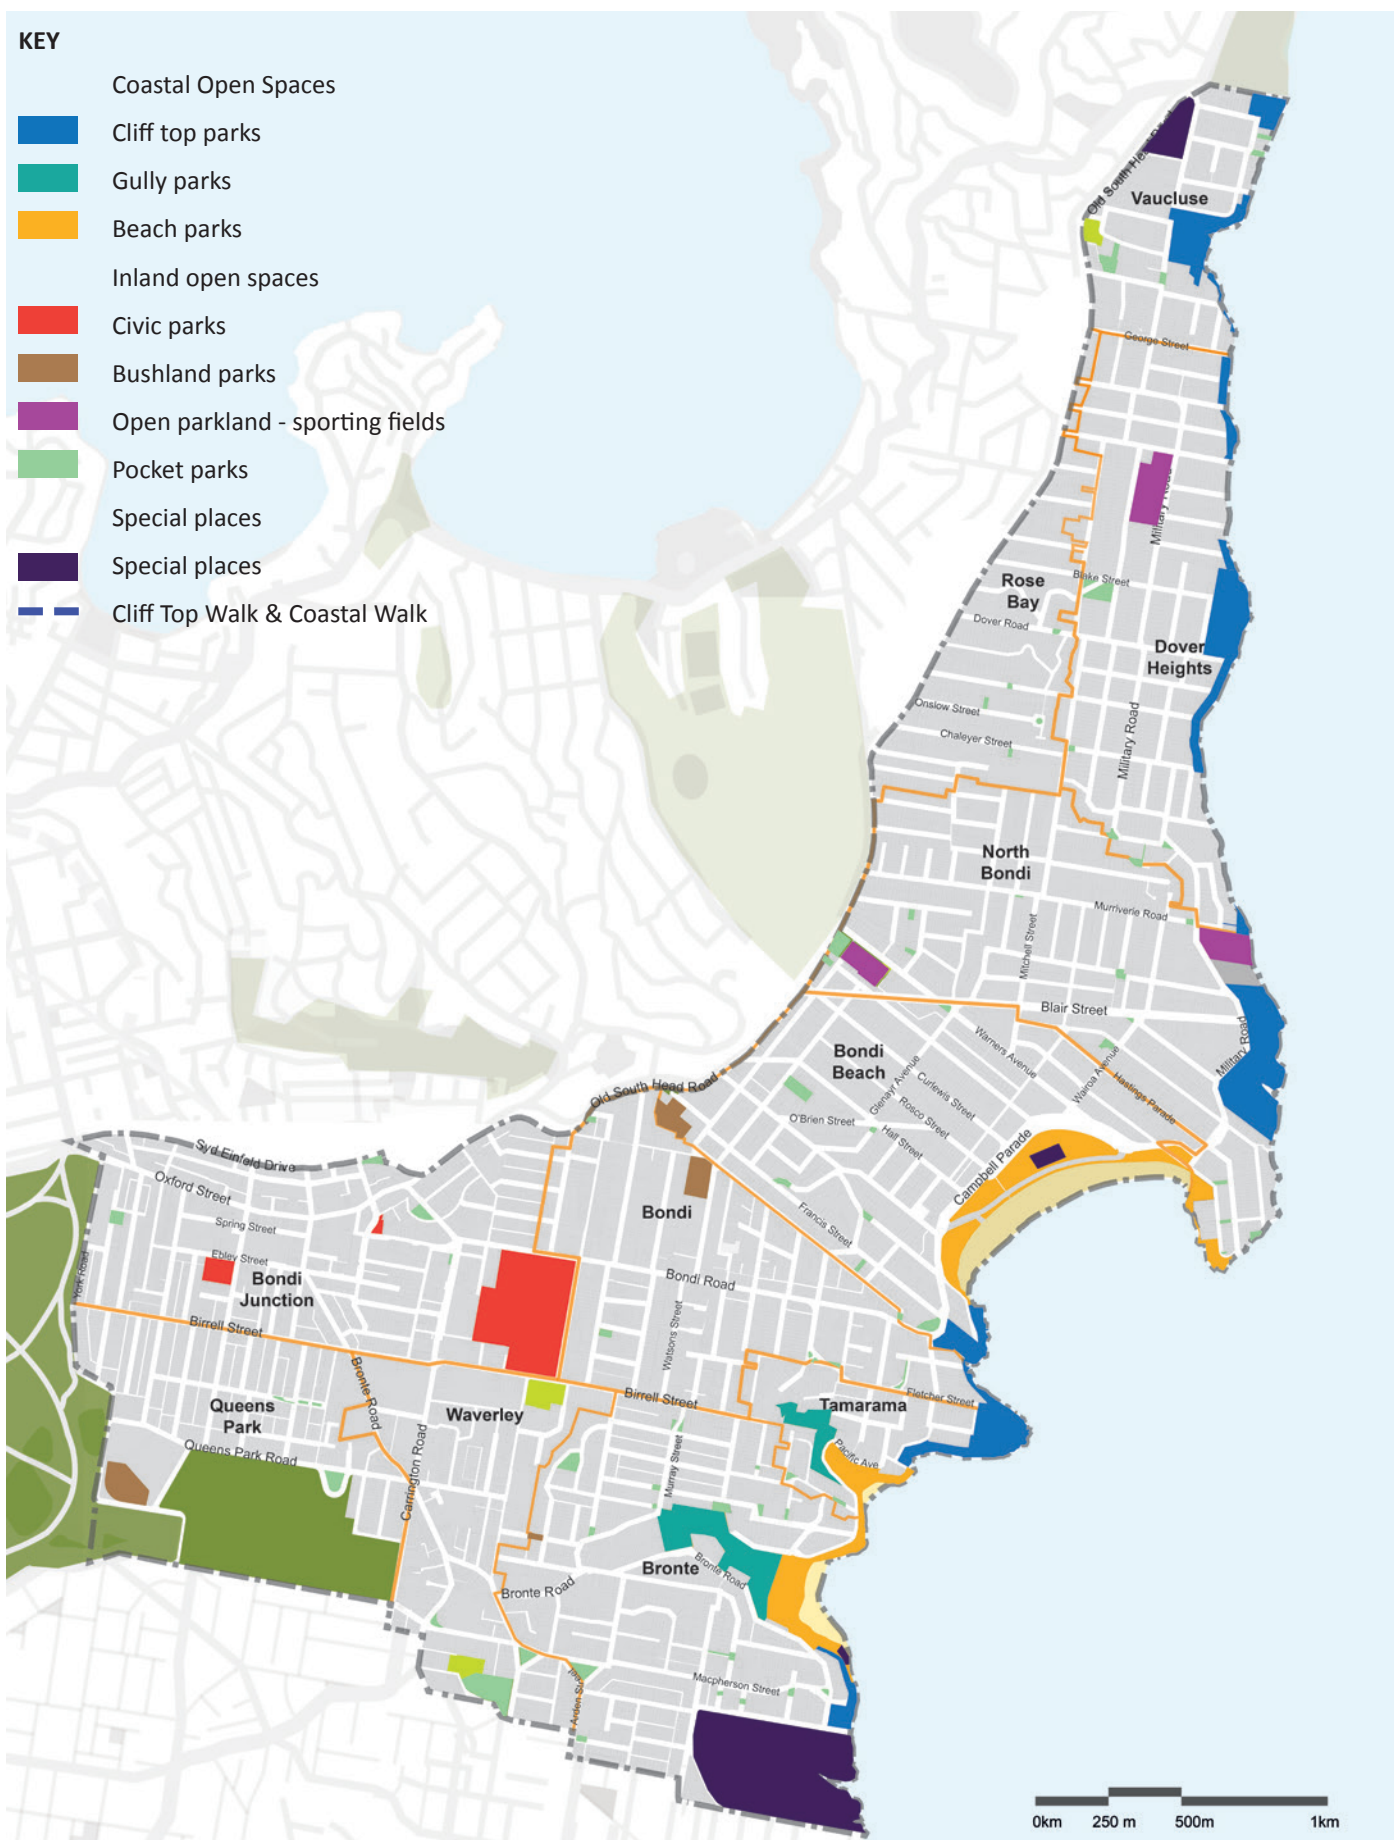 KEY
Coastal Open Spaces
Cliff top parks
Gully parks
Beach parks
Inland open spaces
Civic parks
Bushland parks
Open parkland - sporting fields
Pocket parks
Special places
Special places
Cliff Top Walk & Coastal Walk
Old South Head
Vaucluse
George Street
Military Road
Rose
Bay
Blake Street
Dover Road
Dover
Heights
Onslow Street
Chaleyer Street
Military Road
North
Bondi
Murriverie Road
Mitchell Street
Blair Street
Military Road
Bondi
Beach
Warners Avenue
Wairoa Avenue
Hastings Parade
Glenayr Avenue
Curlewis Street
Rosco Street
O'Brien Street
Hall Street
Campbell Parade
Old South Head Road
Syd Einfeld Drive
Oxford Street
Spring Street
Ebley Street
York Road
Bondi
Junction
Bondi
Francis Street
Bondi Road
Watsons Street
Birrell Street
Bronte Road
Birrell Street
Fletcher Street
Tamarama
Pacific Ave
Queens
Park
Waverley
Queens Park Road
Carrington Road
Murray Street
Bronte
Bronte Road
Bronte Road
Macpherson Street
Arden Street
0km
250 m
500m
1km